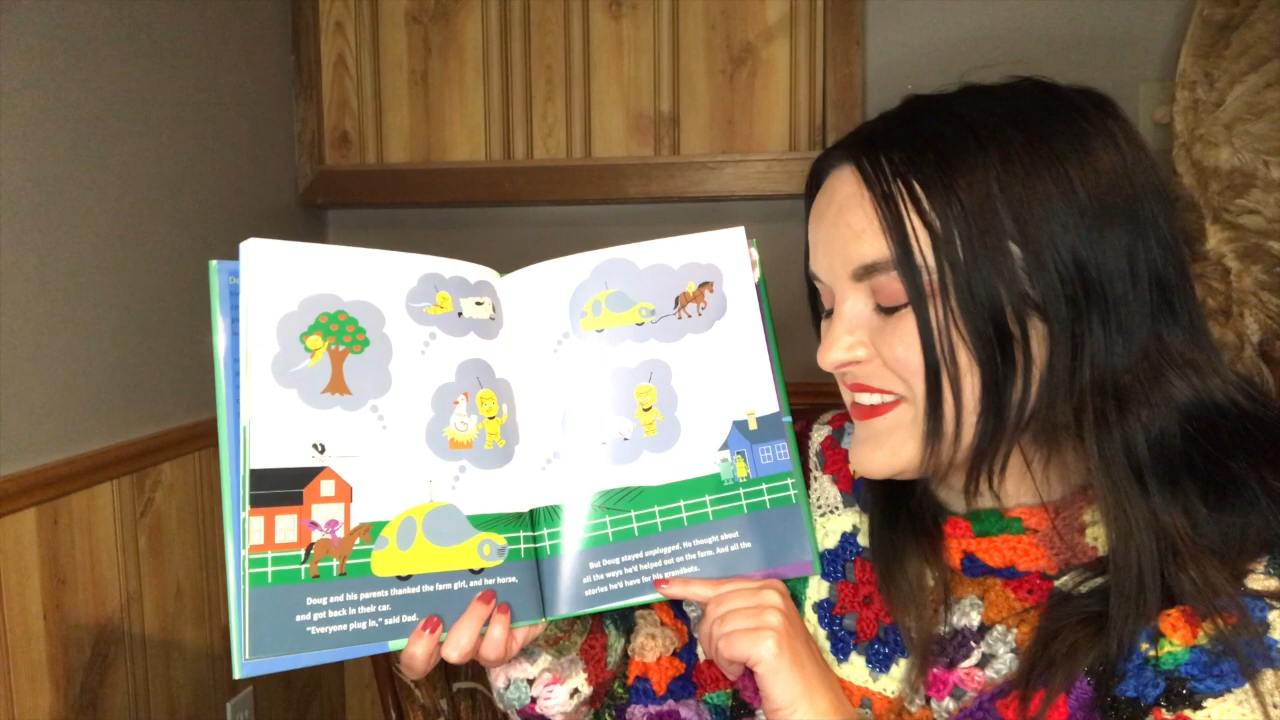 Doug and his parents thanked the farm girl, and her horse,
and got back in their car.
"Everyone plug in," said Dad.
But Doug stayed unplugged. He thought about
all the ways he'd helped out on the farm. And all the
stories he'd have for his grandbots.